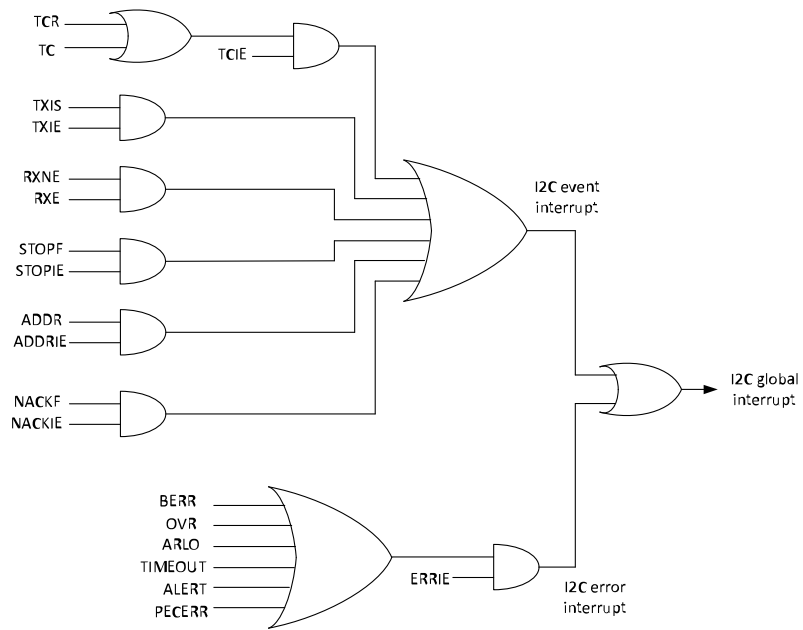 TCR
TC
TCIE
TXIS
TXIE
RXNE
RXE
STOPF
STOPIE
ADDR
ADDRIE
NACKF
NACKIE
I2C event
interrupt
I2C global
interrupt
BERR
OVR
ARLO
TIMEOUT
ALERT
PECERR
ERRIE
I2C error
interrupt